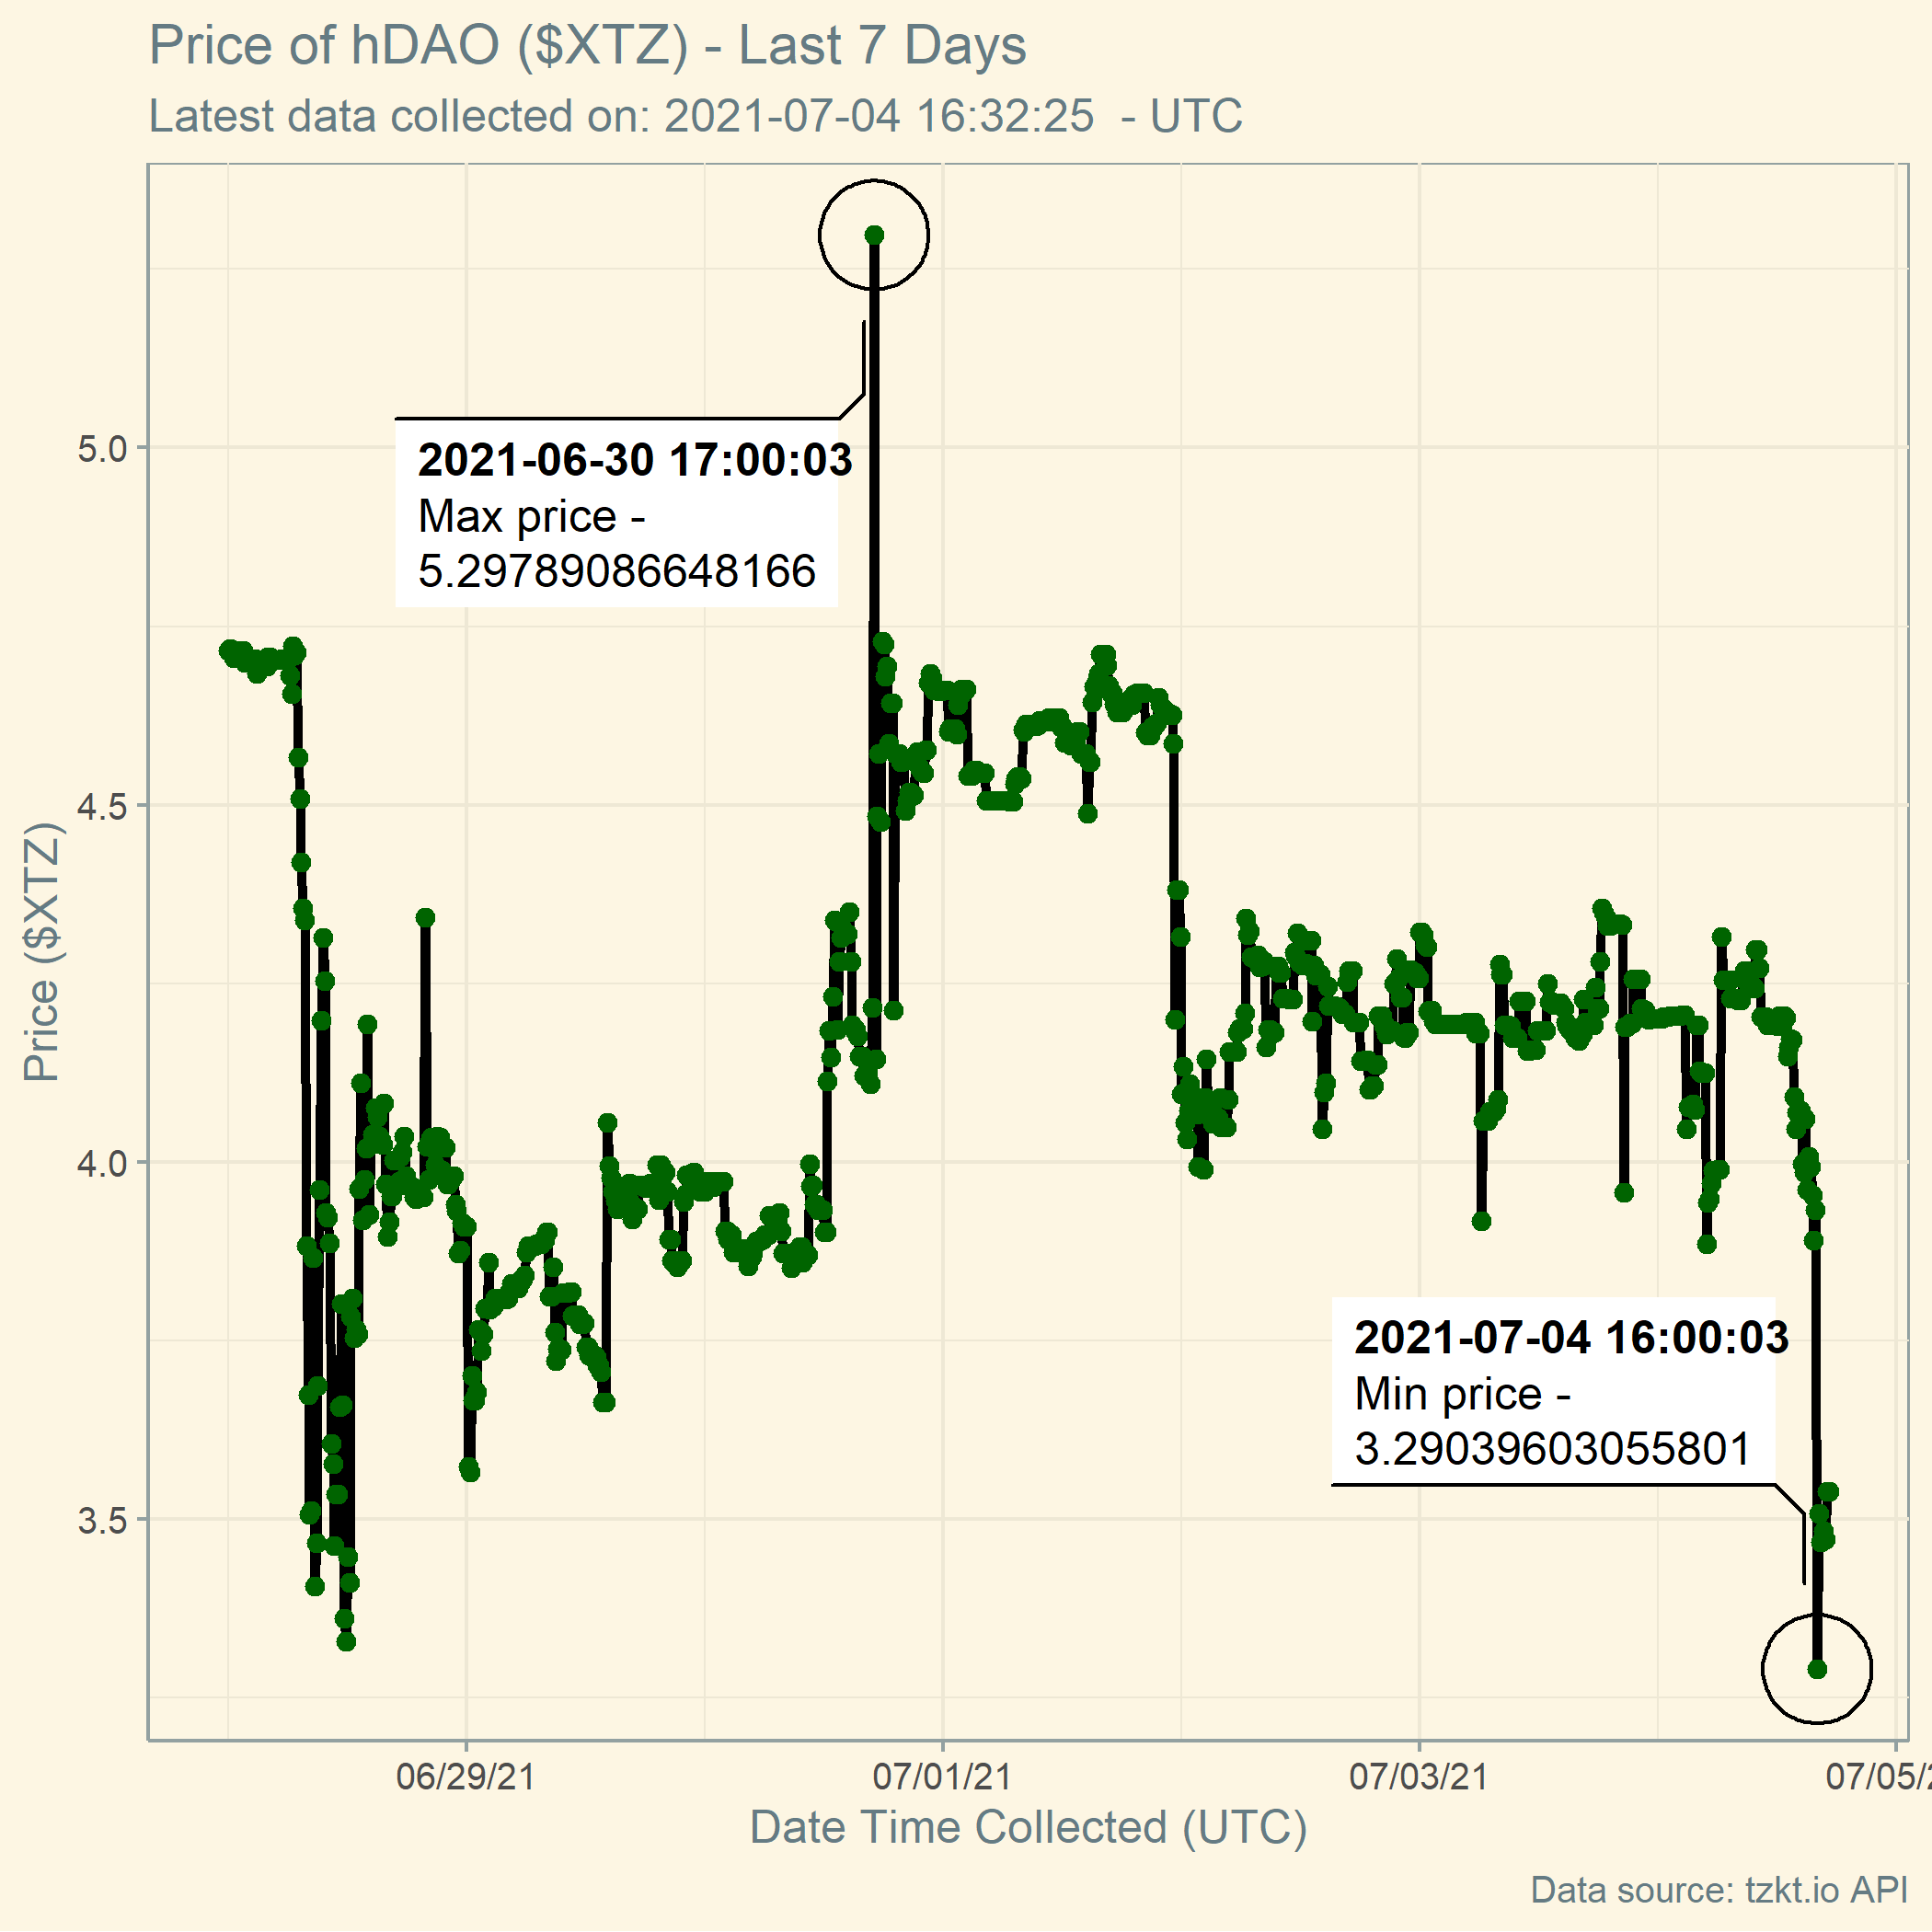 Price of hDAO ($XTZ) - Last 7 Days
Latest data collected on: 2021-07-04 16:32:25  - UTC
2021-06-30 17:00:03
Max price -
5.29789086648166
5.0
4.5
4.0
3.5
Price ($XTZ)
2021-07-04 16:00:03
Min price -
3.29039603055801
06/29/21
07/01/21
07/03/21
07/05/2
Date Time Collected (UTC)
Data source: tzkt.io API